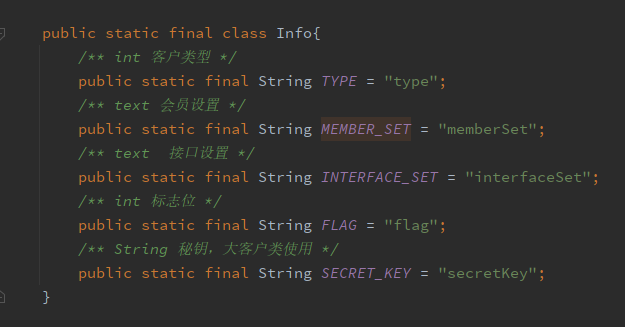 public static final class Info{
/** int 客户类型 */
public static final String TYPE = "type";
/** text 会员设置 */
public static final String MEMBER_SET = "memberSet";
/** text  接口设置 */
public static final String INTERFACE_SET = "interfaceSet";
/** int 标志位 */
public static final String FLAG = "flag";
/** String 秘钥，大客户类使用 */
public static final String SECRET_KEY = "secretKey";
}